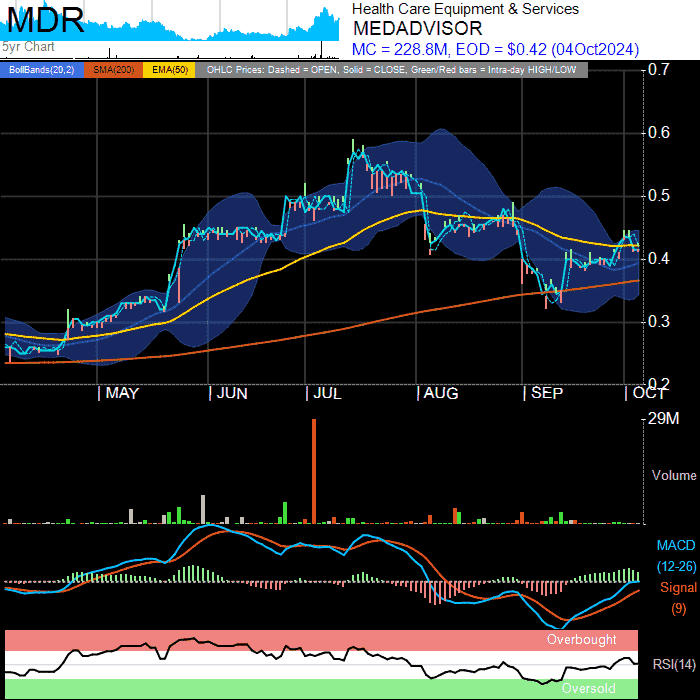 MDR
5yr Chart
Health Care Equipment & Services
MEDADVISOR
MC = 228.8M, EOD = $0.42 (04Oct2024)
BollBands(20,2) SMA(200) EMA(50) OHLC Prices: Dashed = OPEN, Solid = CLOSE, Green/Red bars = Intra-day HIGH/LOW
0.7
0.6
0.5
0.4
0.3
0.2
MAY JUN JUL AUG SEP OCT
29M
Volume
MACD
(12-26)
Signal
(9)
Overbought
RSI(14)
Oversold